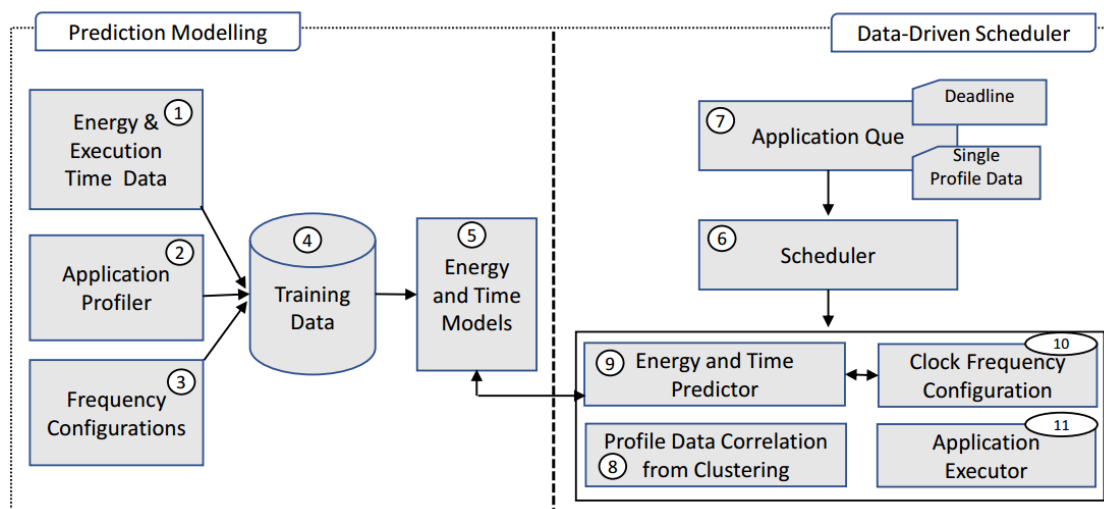 Prediction Modelling
Data-Driven Scheduler
1
Energy &
Execution
Time Data
2
Application
Profiler
3
Frequency
Configurations
4
Training
Data
5
Energy
and Time
Models
7
Application Que
Deadline
Single
Profile Data
6
Scheduler
9
Energy and Time
Predictor
10
Clock Frequency
Configuration
8
Profile Data Correlation
from Clustering
11
Application
Executor